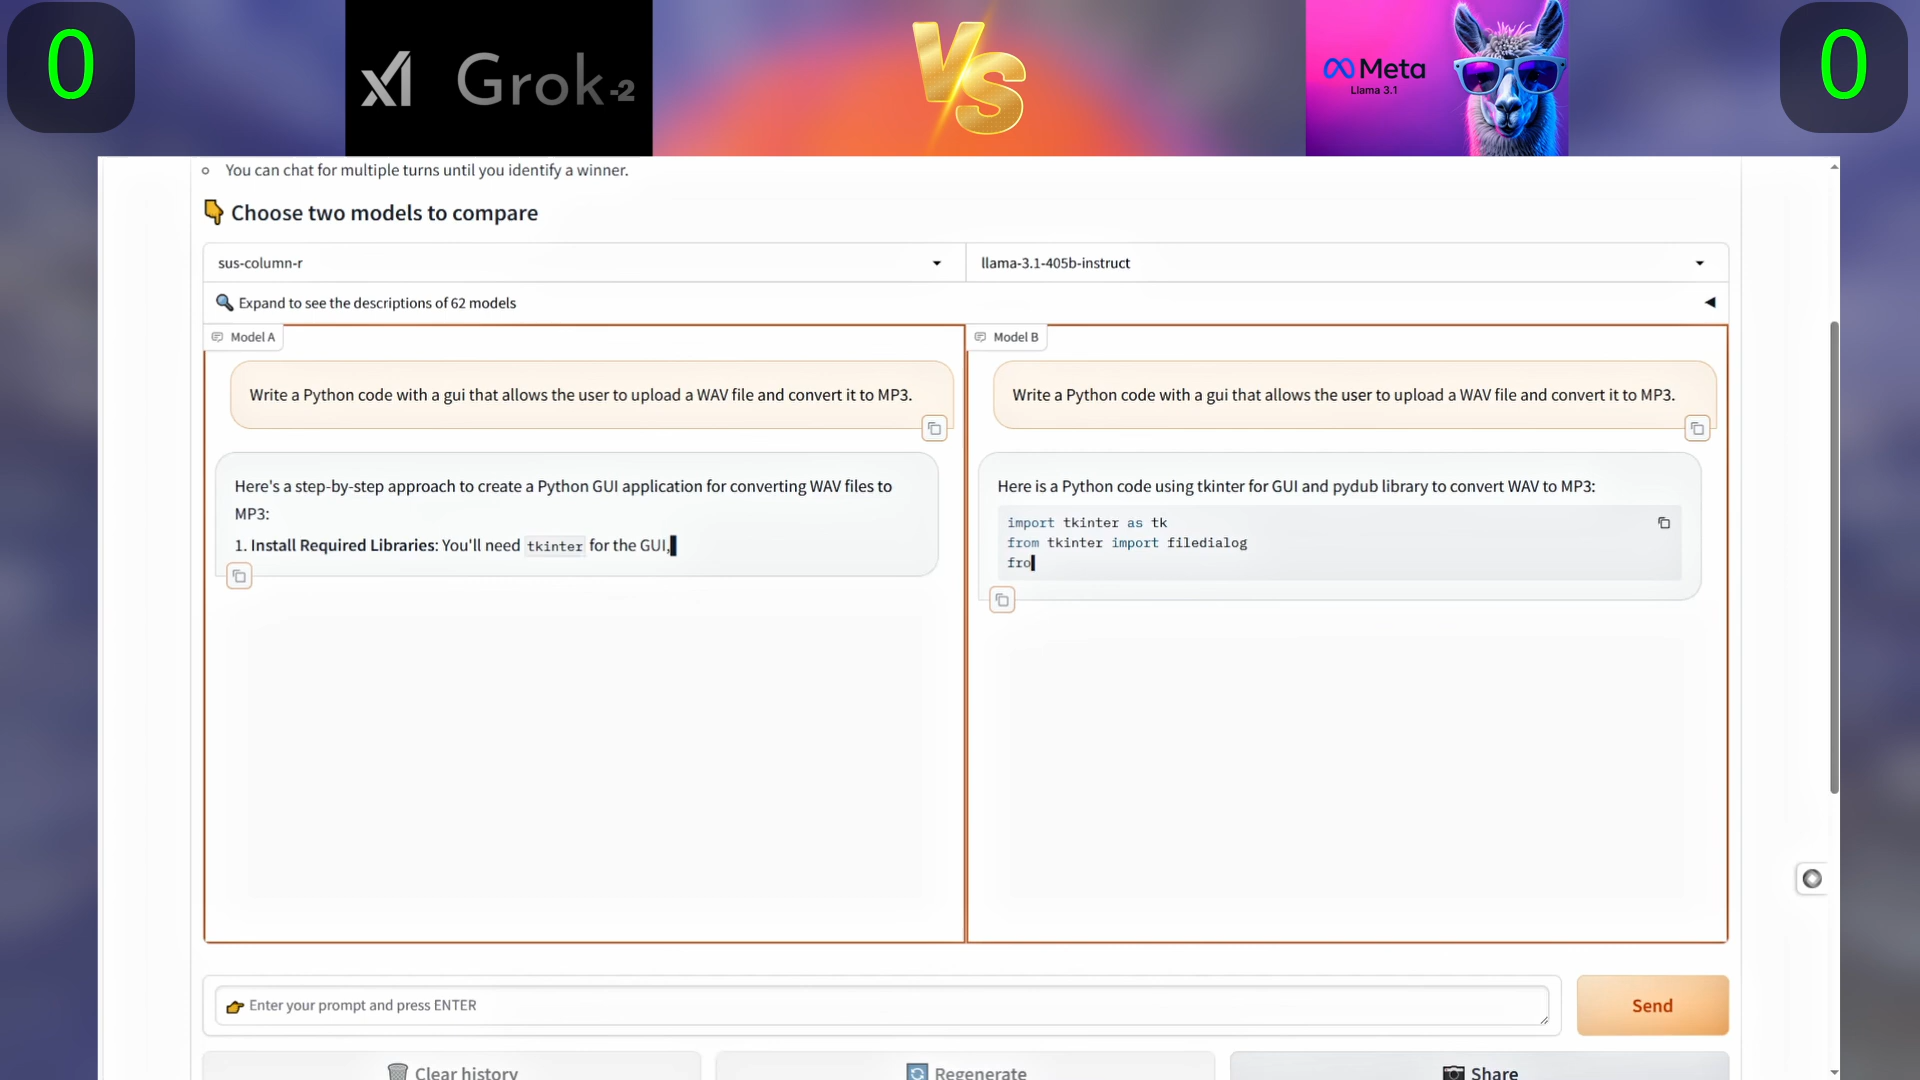 0
xAI Grok-2
VS
Meta
Llama 3.1
0
You can chat for multiple turns until you identify a winner.
Choose two models to compare
sus-column-r
llama-3.1-405b-instruct
Expand to see the descriptions of 62 models
Model A
Write a Python code with a gui that allows the user to upload a WAV file and convert it to MP3.
Here's a step-by-step approach to create a Python GUI application for converting WAV files to
MP3:
1. Install Required Libraries: You'll need tkinter for the GUI,
Model B
Write a Python code with a gui that allows the user to upload a WAV file and convert it to MP3.
Here is a Python code using tkinter for GUI and pydub library to convert WAV to MP3:
import tkinter as tk
from tkinter import filedialog
fro
Enter your prompt and press ENTER
Send
Clear history
Regenerate
Share